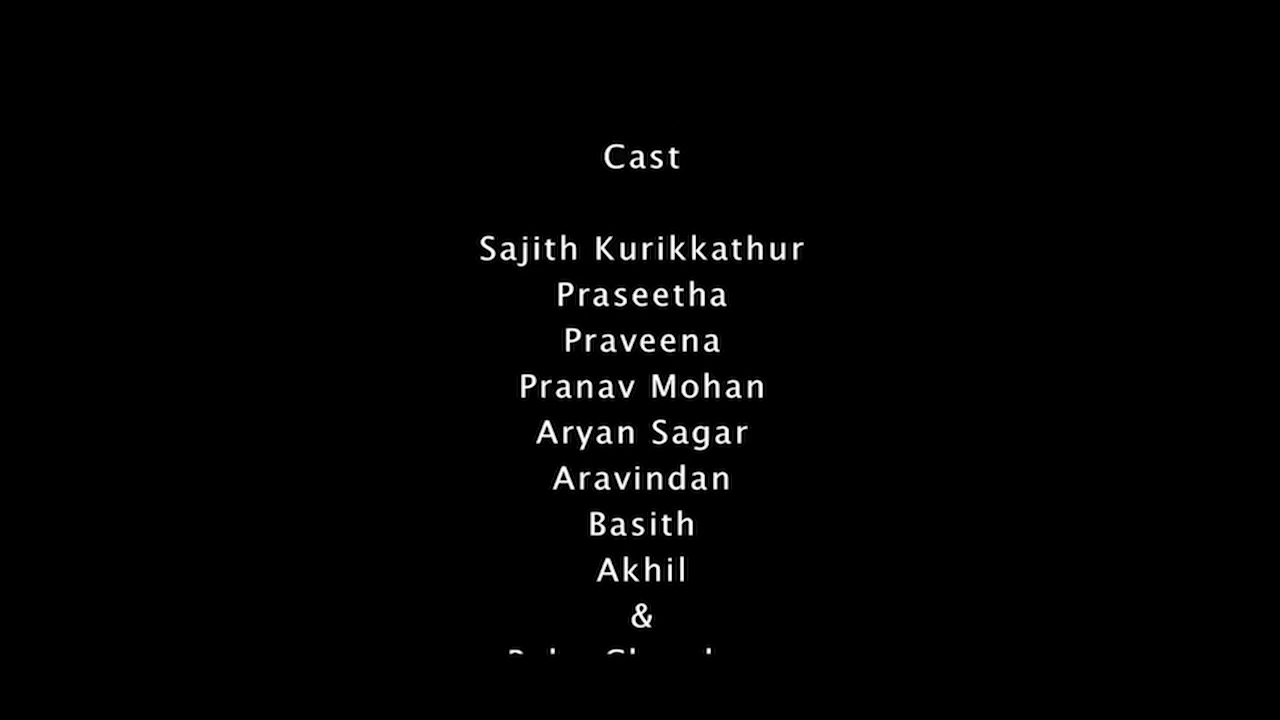 Cast
Sajith Kurikkathur
Praseetha
Praveena
Pranav Mohan
Aryan Sagar
Aravindan
Basith
Akhil
&